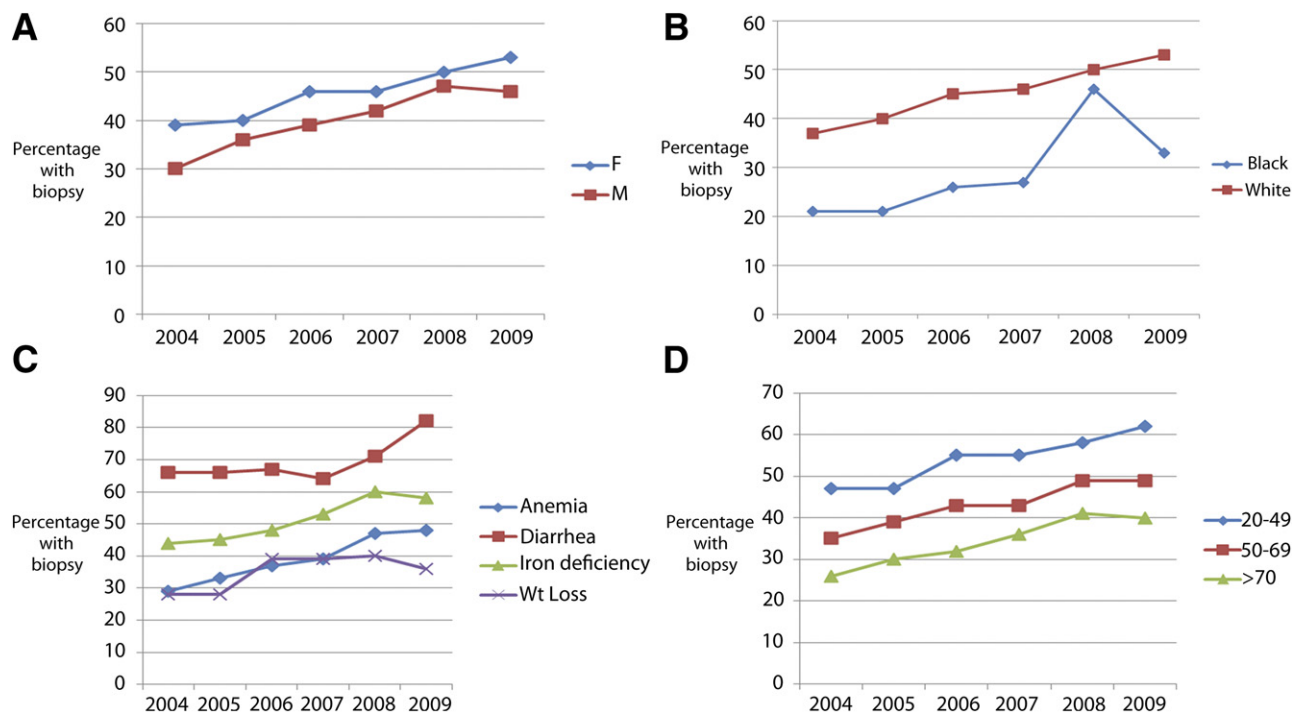 A
60
50
40
30
20
10
0
Percentage
with
biopsy
2004 2005 2006 2007 2008 2009
F
M
B
60
50
40
30
20
10
0
Percentage
with
biopsy
2004 2005 2006 2007 2008 2009
Black
White
C
90
80
70
60
50
40
30
20
10
0
Percentage
with
biopsy
2004 2005 2006 2007 2008 2009
Anemia
Diarrhea
Iron deficiency
Wt Loss
D
70
60
50
40
30
20
10
0
Percentage
with
biopsy
2004 2005 2006 2007 2008 2009
20-49
50-69
>70